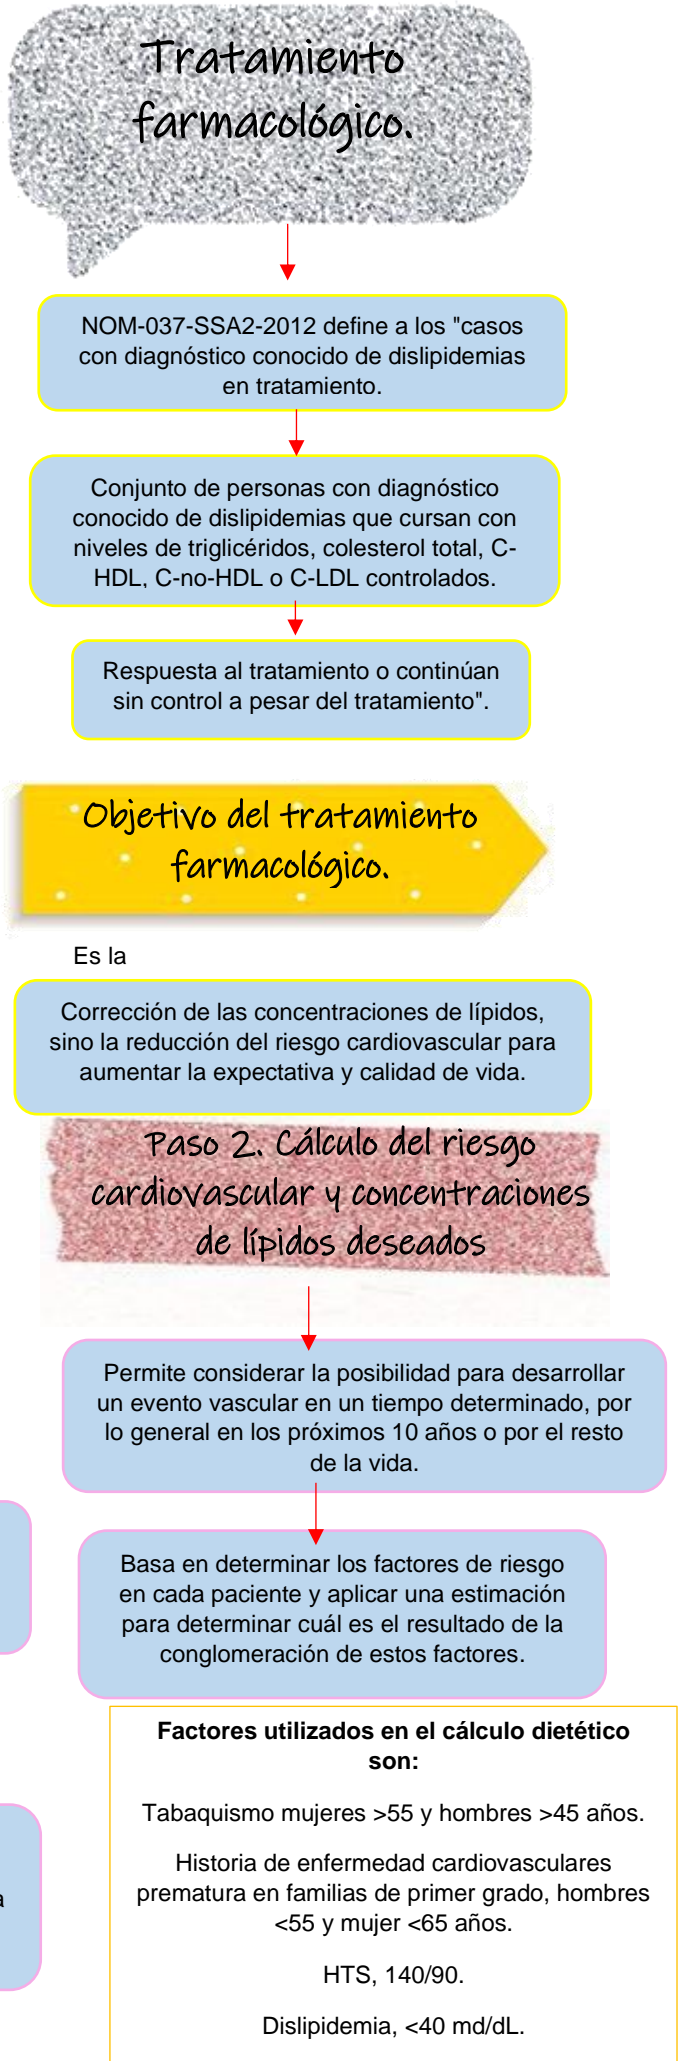 Tratamiento
farmacológico.
NOM-037-SSA2-2012 define a los "casos
con diagnóstico conocido de dislipidemias
en tratamiento.
Conjunto de personas con diagnóstico
conocido de dislipidemias que cursan con
niveles de triglicéridos, colesterol total, C-
HDL, C-no-HDL o C-LDL controlados.
Respuesta al tratamiento o continúan
sin control a pesar del tratamiento".
Objetivo del tratamiento
farmacológico.
Es la
Corrección de las concentraciones de lípidos,
sino la reducción del riesgo cardiovascular para
aumentar la expectativa y calidad de vida.
Paso 2. Cálculo del riesgo
cardiovascular y concentraciones
de lípidos deseados
Permite considerar la posibilidad para desarrollar
un evento vascular en un tiempo determinado, por
lo general en los próximos 10 años o por el resto
de la vida.
Basa en determinar los factores de riesgo
en cada paciente y aplicar una estimación
para determinar cuál es el resultado de la
conglomeración de estos factores.
Factores utilizados en el cálculo dietético
son:
Tabaquismo mujeres >55 y hombres >45 años.
Historia de enfermedad cardiovasculares
prematura en familias de primer grado, hombres
<55 y mujer <65 años.
HTS, 140/90.
Dislipidemia, <40 md/dL.